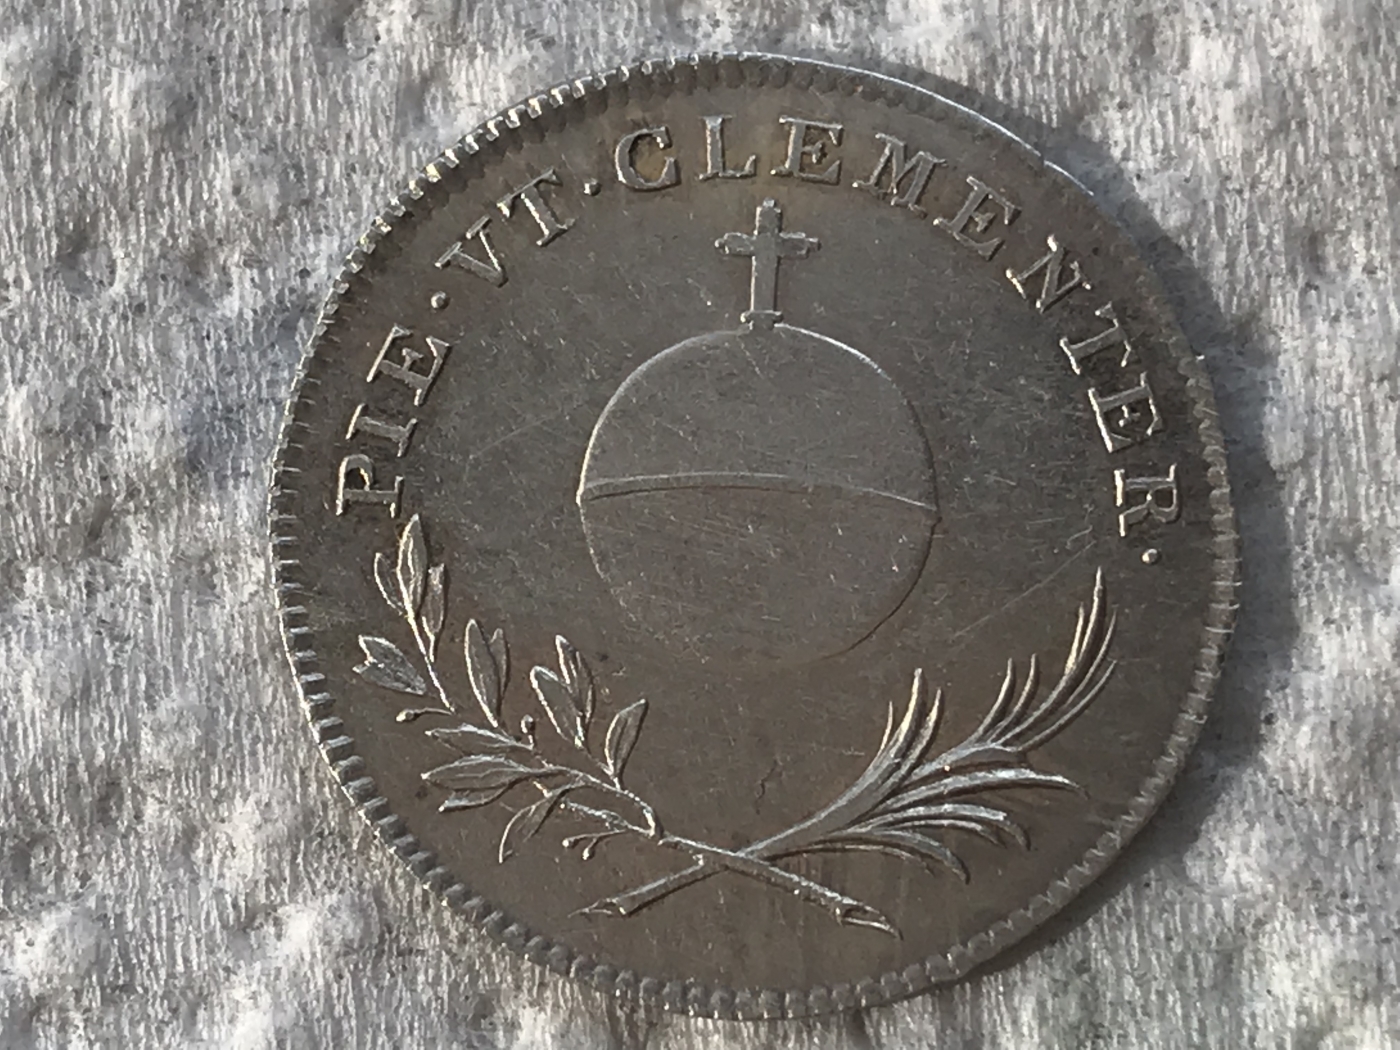 PIE · VT · CLEMENTER ·